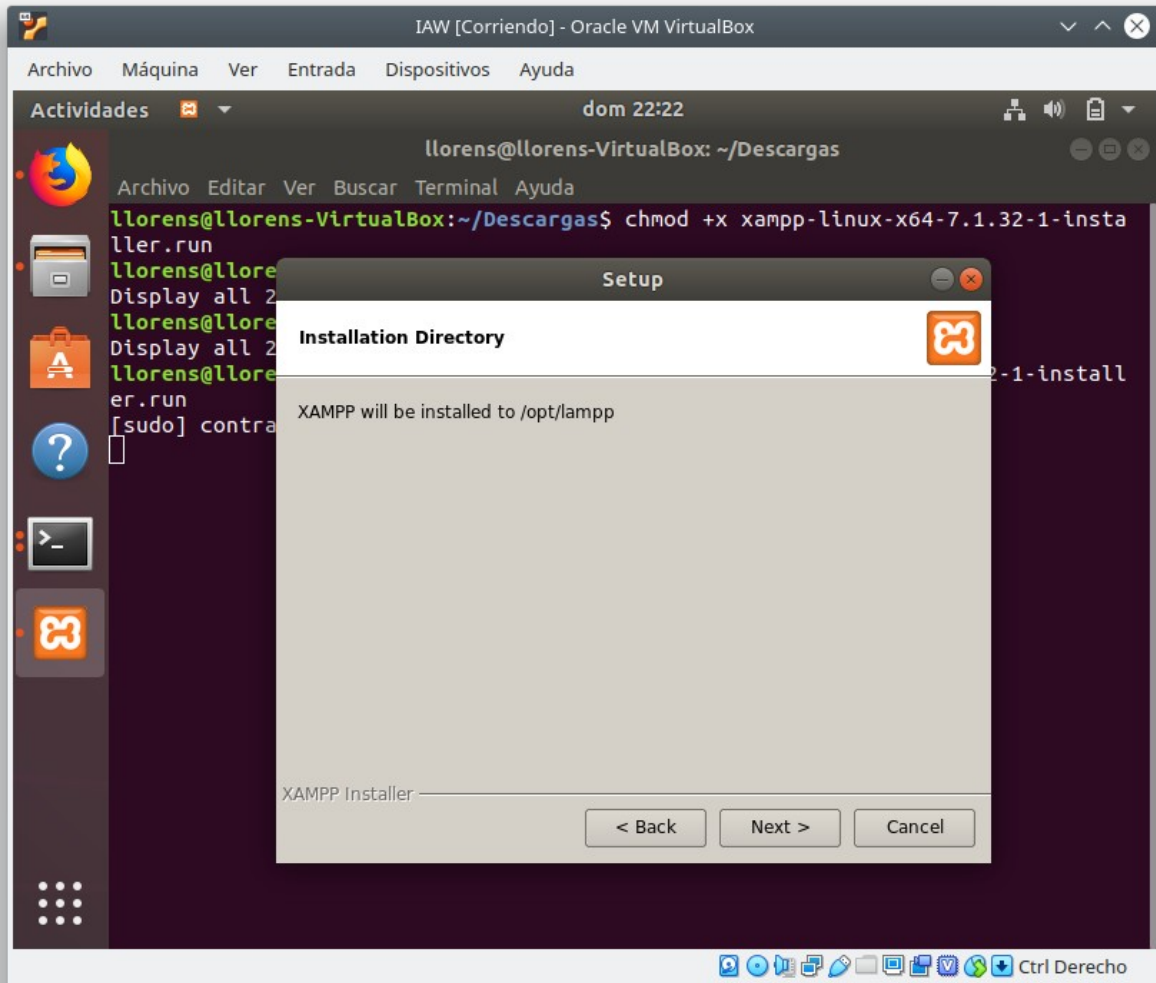 IAW [Corriendo] - Oracle VM VirtualBox
Archivo Máquina Ver Entrada Dispositivos Ayuda
Actividades dom 22:22
llorens@llorens-VirtualBox: ~/Descargas
Archivo Editar Ver Buscar Terminal Ayuda
llorens@llorens-VirtualBox:~/Descargas$ chmod +x xampp-linux-x64-7.1.32-1-insta
ller.run
llorens@llore
Display all 2
llorens@llore
Display all 2
llorens@llore 2-1-install
er.run
[sudo] contra
Setup
Installation Directory
XAMPP will be installed to /opt/lampp
XAMPP Installer
< Back Next > Cancel
Ctrl Derecho